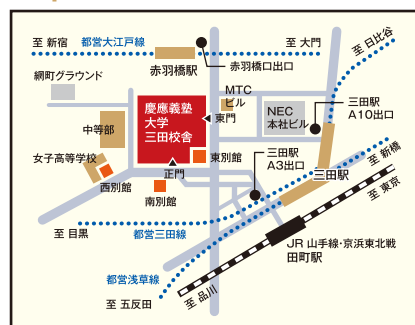 至 新宿
都営大江戸線
赤羽橋口出口
至 大門
至 日比谷
赤羽橋駅
綱町グラウンド
MTC
ビル
NEC
本社ビル
三田駅
A10出口
慶應義塾
大学
三田校舎
東門
中等部
女子高等学校
西別館
正門
東別館
南別館
三田駅
A3出口
至 新橋
三田駅
至 東京
至 目黒
都営三田線
JR 山手線・京浜東北戦
田町駅
都営浅草線
至 五反田
至 品川